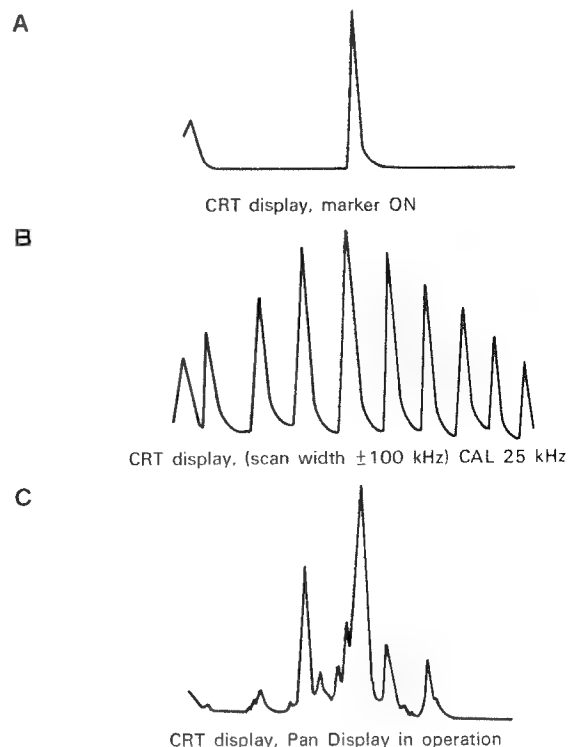 A
CRT display, marker ON
B
CRT display, (scan width ±100 kHz) CAL 25 kHz
C
CRT display, Pan Display in operation